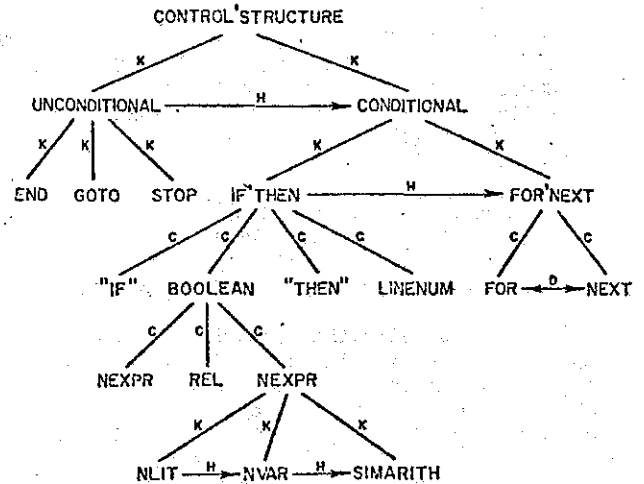 CONTROL'STRUCTURE
K K
UNCONDITIONAL H CONDITIONAL
K K K K K
END GOTO STOP IF'THEN H FOR'NEXT
C C C C C C
"IF" BOOLEAN "THEN" LINENUM FOR D NEXT
C C C
NEXPR REL NEXPR
K K K
NLIT H NVAR H SIMARITH